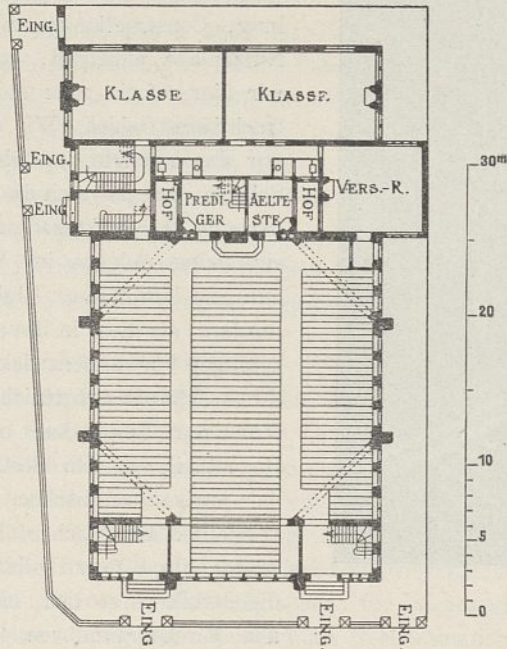 EING.
KLASSE
KLASSE.
EING.
30m
EING
HOF
PREDI-
GER
AELTE-
STE
HOF
VERS.-R.
20
10
5
0
EING
EING.
EING.